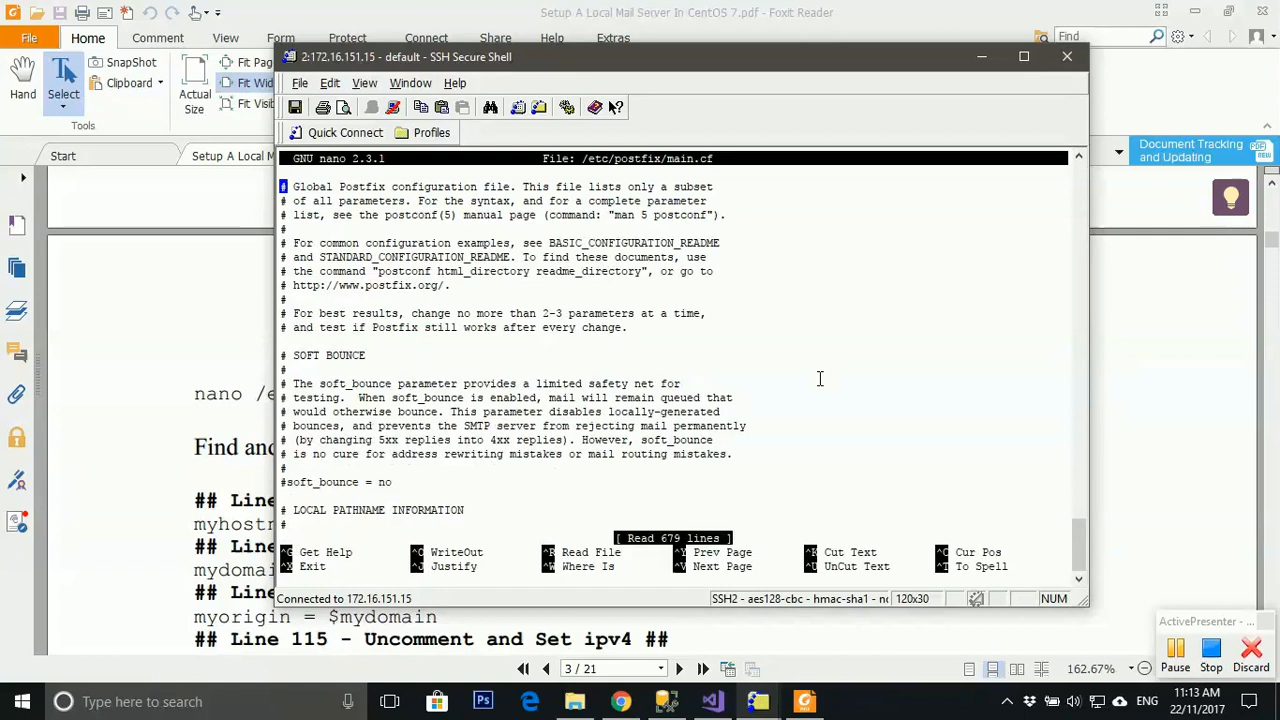 Setup A Local Mail Server In CentOS 7.pdf - Foxit Reader
File Home Comment View Form Protect Connect Share Help Extras
Find
Hand
Select
SnapShot
Clipboard
Actual
Size
Fit Pag
Fit Wid
Fit Visib
Tools
Start
Setup A Local M
Document Tracking
and Updating
PDF
New
2:172.16.151.15 - default - SSH Secure Shell
File Edit View Window Help
Quick Connect Profiles
GNU nano 2.3.1 File: /etc/postfix/main.cf
# Global Postfix configuration file. This file lists only a subset
# of all parameters. For the syntax, and for a complete parameter
# list, see the postconf(5) manual page (command: "man 5 postconf").
#
# For common configuration examples, see BASIC_CONFIGURATION_README
# and STANDARD_CONFIGURATION_README. To find these documents, use
# the command "postconf html_directory readme_directory", or go to
# http://www.postfix.org/.
#
# For best results, change no more than 2-3 parameters at a time,
# and test if Postfix still works after every change.
# SOFT BOUNCE
#
# The soft_bounce parameter provides a limited safety net for
# testing.  When soft_bounce is enabled, mail will remain queued that
# would otherwise bounce. This parameter disables locally-generated
# bounces, and prevents the SMTP server from rejecting mail permanently
# (by changing 5xx replies into 4xx replies). However, soft_bounce
# is no cure for address rewriting mistakes or mail routing mistakes.
#
#soft_bounce = no
# LOCAL PATHNAME INFORMATION
#
[ Read 679 lines ]
^G Get Help ^O WriteOut ^R Read File ^Y Prev Page ^K Cut Text ^C Cur Pos
^X Exit ^J Justify ^W Where Is ^V Next Page ^U UnCut Text ^T To Spell
Connected to 172.16.151.15 SSH2 - aes128-cbc - hmac-sha1 - no 120x30 NUM
nano /e
Find and
## Line
myhostn
## Line
mydomai
## Line
myorigin = $mydomain
## Line 115 - Uncomment and Set ipv4 ##
3 / 21
162.67%
ActivePresenter - ...
Pause Stop Discard
Type here to search
Ps
ENG
11:13 AM
22/11/2017